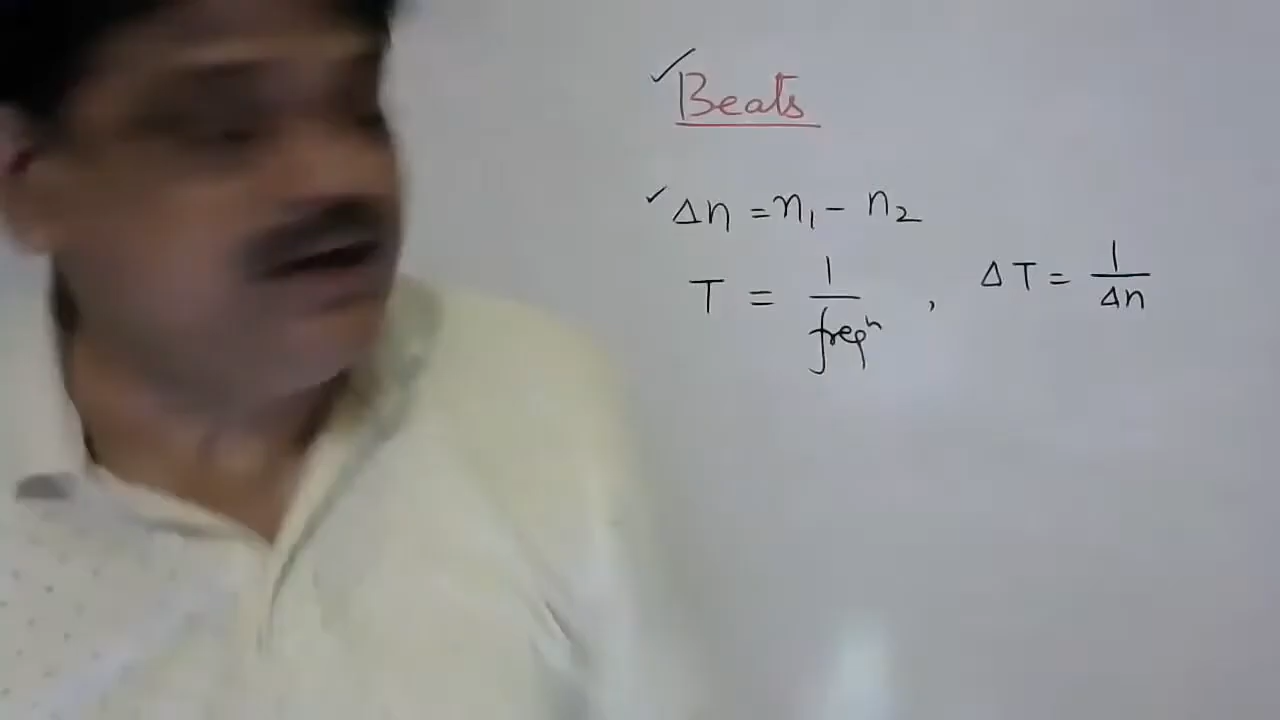 ✓Beats
✓Δn = n₁ - n₂
T = 1/freqⁿ , ΔT = 1/Δn